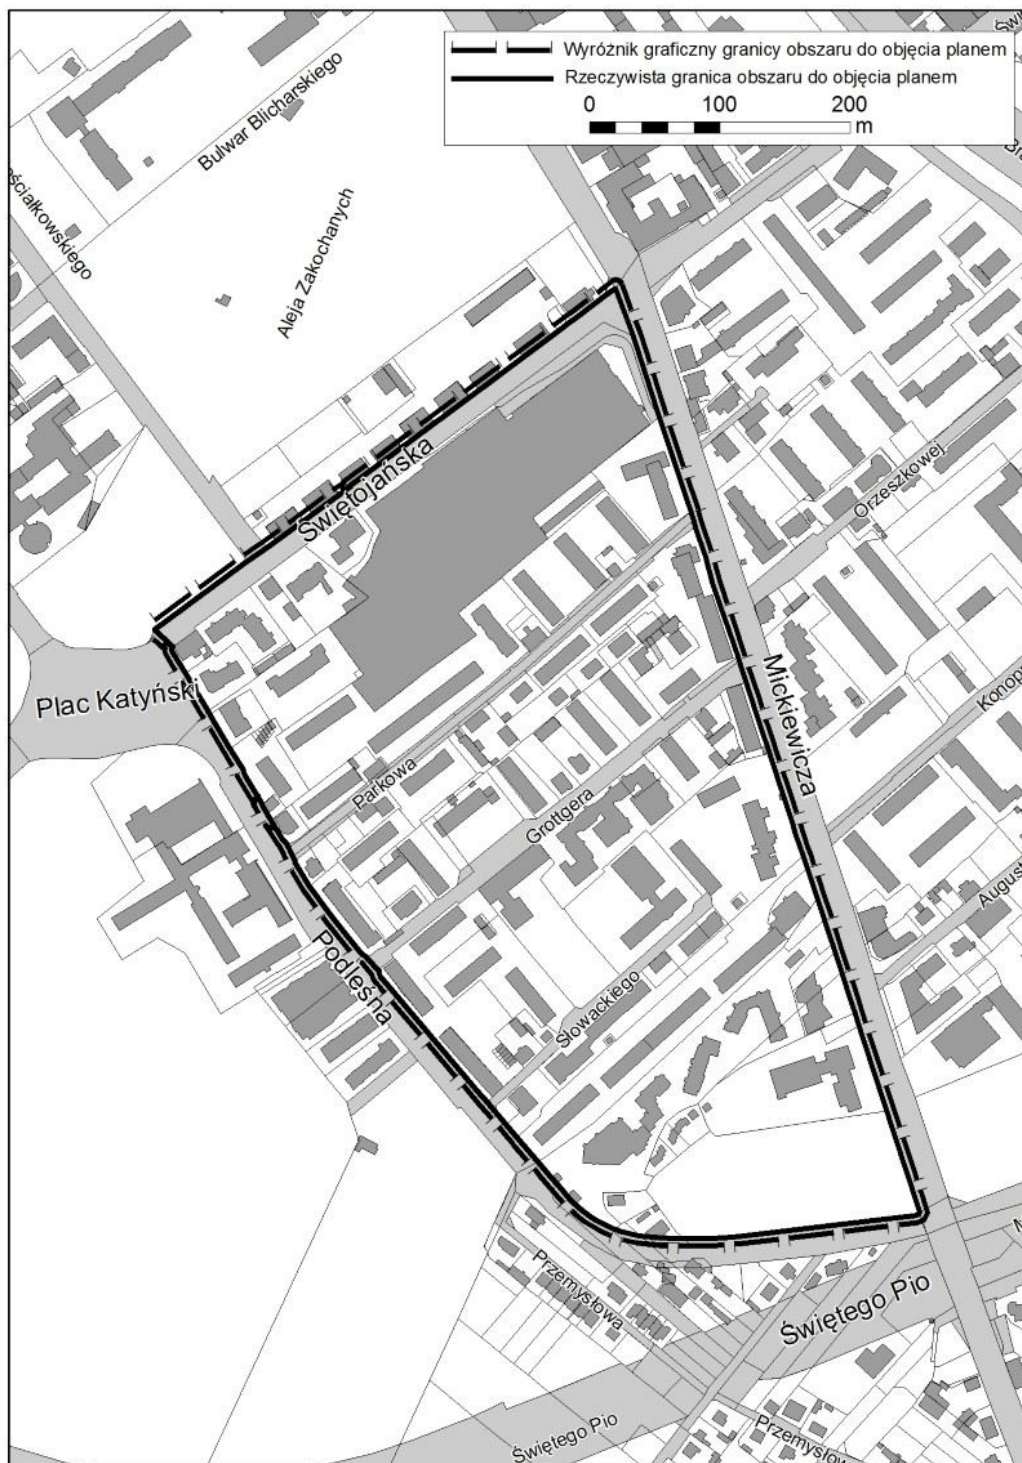 Wyróżnik graficzny granicy obszaru do objęcia planem
Rzeczywista granica obszaru do objęcia planem
0 100 200
m
Bulwar Blicharskiego
Aleja Zakochanych
Świętojańska
Orzeszkowej
Mickiewicza
Plac Katyński
Parkowa
Grottgera
Podleśna
Słowackiego
Przemysłowa
Świętego Pio
Świętego Pio